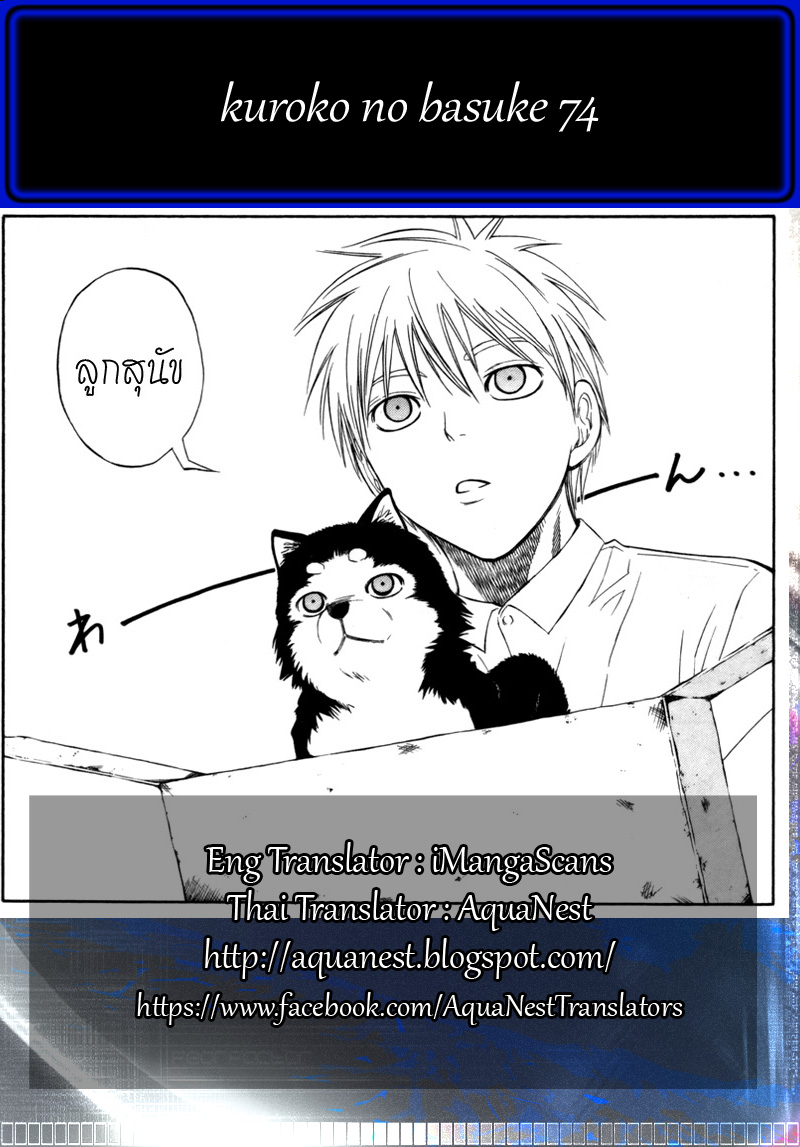 kuroko no basuke 74
ลูกสุนัข
ん...
わ
Eng Translator : iMangaScans
Thai Translator : AquaNest
http://aquanest.blogspot.com/
https://www.facebook.com/AquaNestTranslators